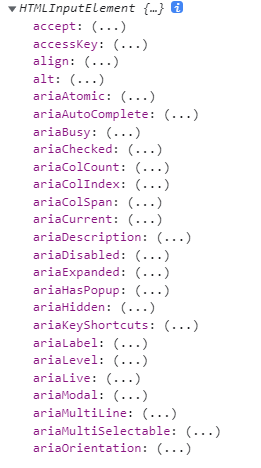 HTMLInputElement {…}
accept: (...)
accessKey: (...)
align: (...)
alt: (...)
ariaAtomic: (...)
ariaAutoComplete: (...)
ariaBusy: (...)
ariaChecked: (...)
ariaColCount: (...)
ariaColIndex: (...)
ariaColSpan: (...)
ariaCurrent: (...)
ariaDescription: (...)
ariaDisabled: (...)
ariaExpanded: (...)
ariaHasPopup: (...)
ariaHidden: (...)
ariaKeyShortcuts: (...)
ariaLabel: (...)
ariaLevel: (...)
ariaLive: (...)
ariaModal: (...)
ariaMultiLine: (...)
ariaMultiSelectable: (...)
ariaOrientation: (...)